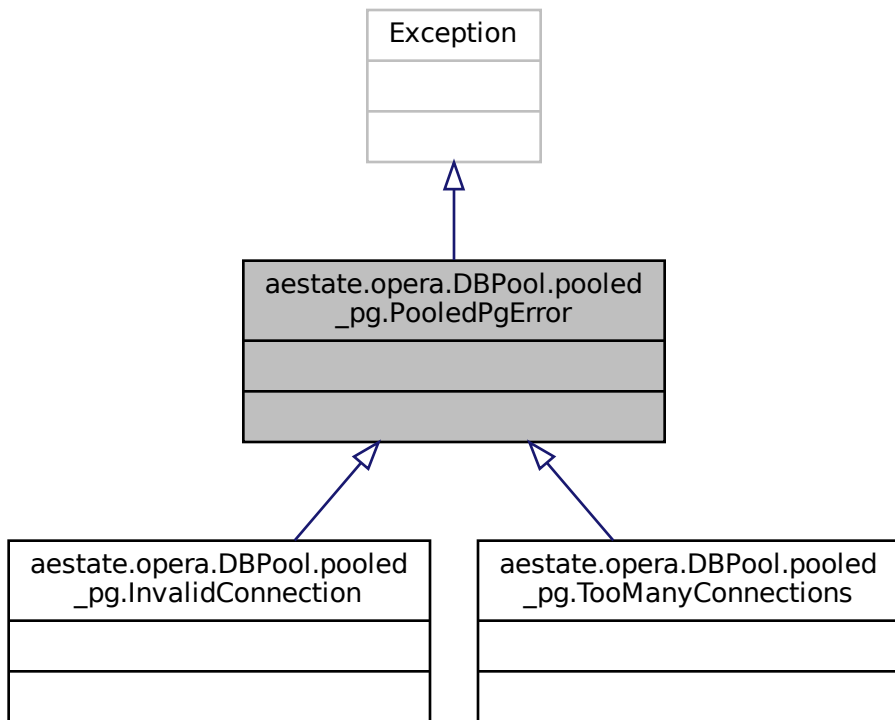 Exception
aestate.opera.DBPool.pooled
_pg.PooledPgError
aestate.opera.DBPool.pooled
_pg.InvalidConnection
aestate.opera.DBPool.pooled
_pg.TooManyConnections